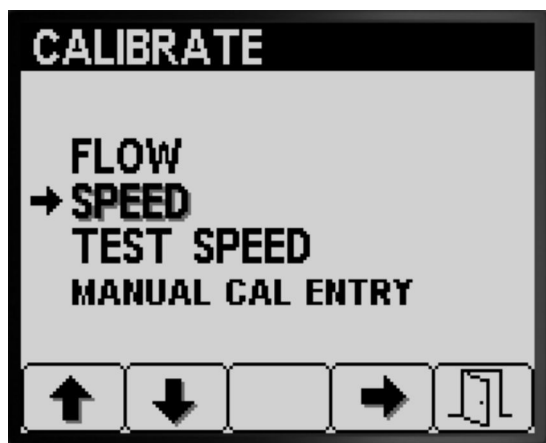 CALIBRATE
FLOW
SPEED
TEST SPEED
MANUAL CAL ENTRY